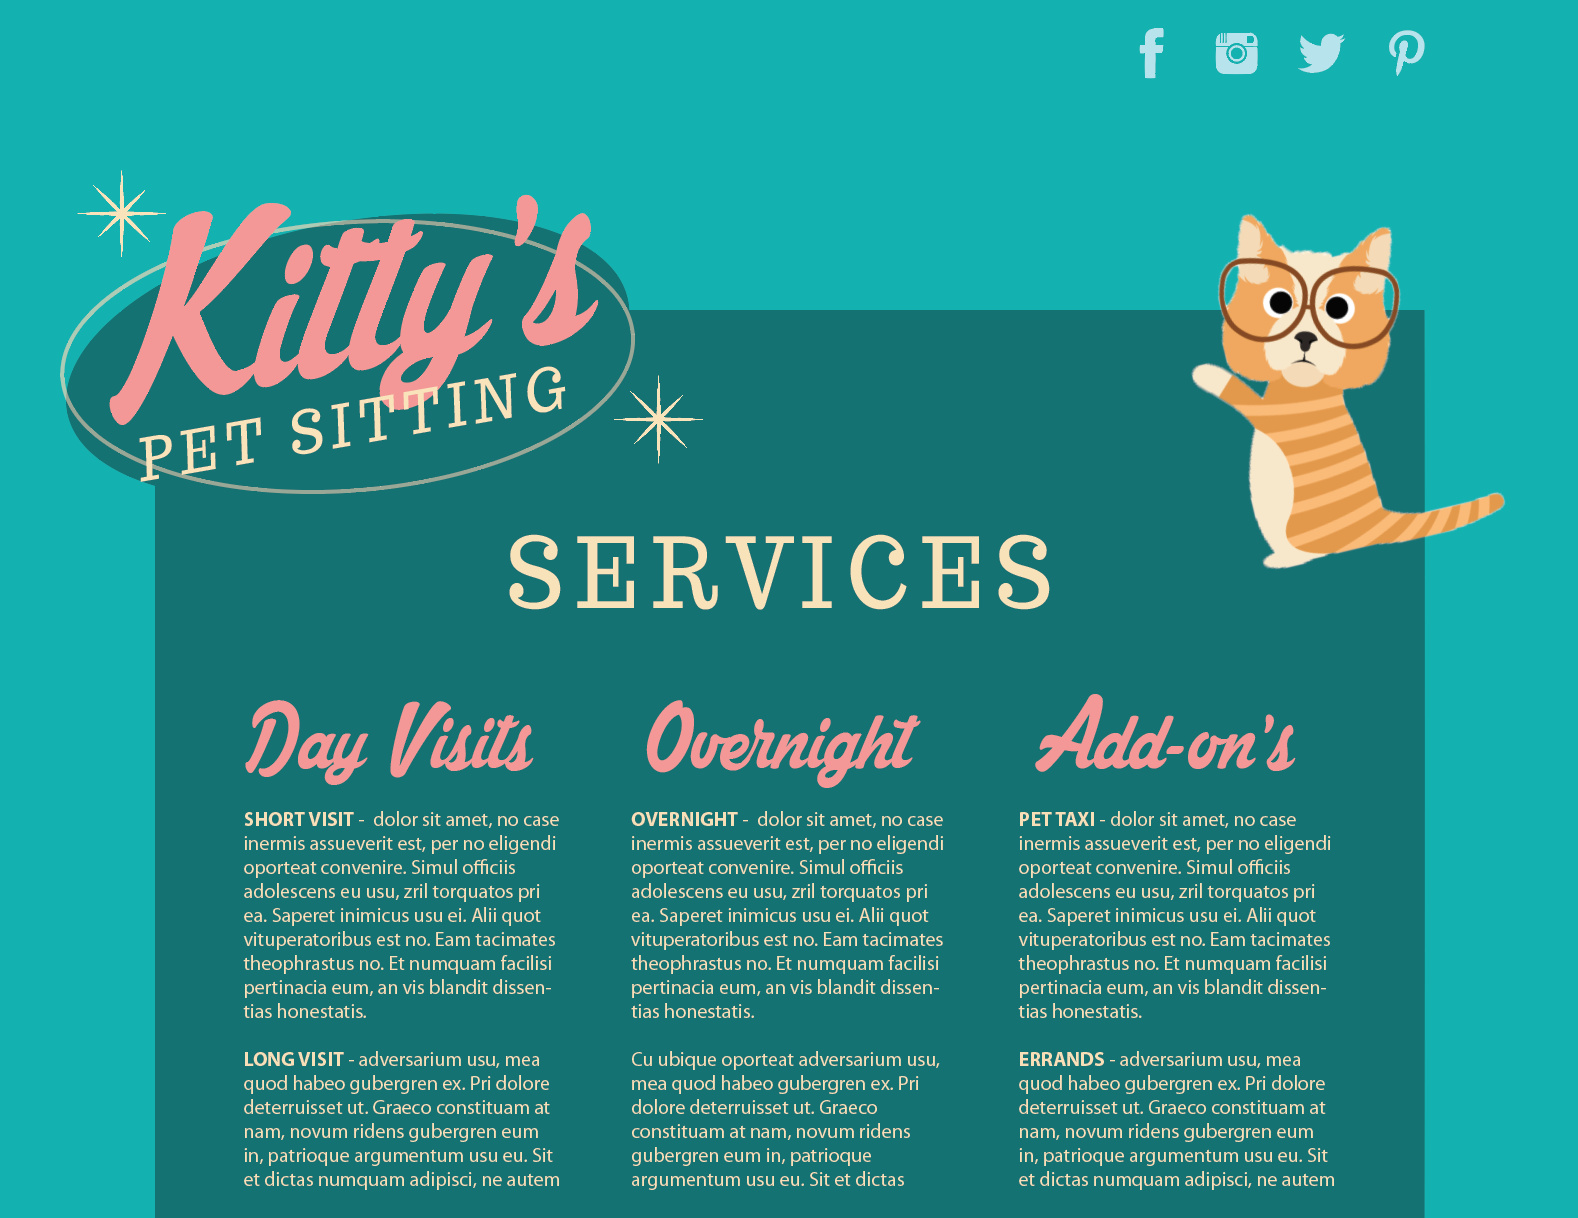 Kitty's
PET SITTING
SERVICES
Day Visits
SHORT VISIT -  dolor sit amet, no case
inermis assueverit est, per no eligendi
oporteat convenire. Simul officiis
adolescens eu usu, zril torquatos pri
ea. Saperet inimicus usu ei. Alii quot
vituperatoribus est no. Eam tacimates
theophrastus no. Et numquam facilisi
pertinacia eum, an vis blandit dissen-
tias honestatis.
LONG VISIT - adversarium usu, mea
quod habeo gubergren ex. Pri dolore
deterruisset ut. Graeco constituam at
nam, novum ridens gubergren eum
in, patrioque argumentum usu eu. Sit
et dictas numquam adipisci, ne autem
Overnight
OVERNIGHT -  dolor sit amet, no case
inermis assueverit est, per no eligendi
oporteat convenire. Simul officiis
adolescens eu usu, zril torquatos pri
ea. Saperet inimicus usu ei. Alii quot
vituperatoribus est no. Eam tacimates
theophrastus no. Et numquam facilisi
pertinacia eum, an vis blandit dissen-
tias honestatis.
Cu ubique oporteat adversarium usu,
mea quod habeo gubergren ex. Pri
dolore deterruisset ut. Graeco
constituam at nam, novum ridens
gubergren eum in, patrioque
argumentum usu eu. Sit et dictas
Add-on's
PET TAXI - dolor sit amet, no case
inermis assueverit est, per no eligendi
oporteat convenire. Simul officiis
adolescens eu usu, zril torquatos pri
ea. Saperet inimicus usu ei. Alii quot
vituperatoribus est no. Eam tacimates
theophrastus no. Et numquam facilisi
pertinacia eum, an vis blandit dissen-
tias honestatis.
ERRANDS - adversarium usu, mea
quod habeo gubergren ex. Pri dolore
deterruisset ut. Graeco constituam at
nam, novum ridens gubergren eum
in, patrioque argumentum usu eu. Sit
et dictas numquam adipisci, ne autem